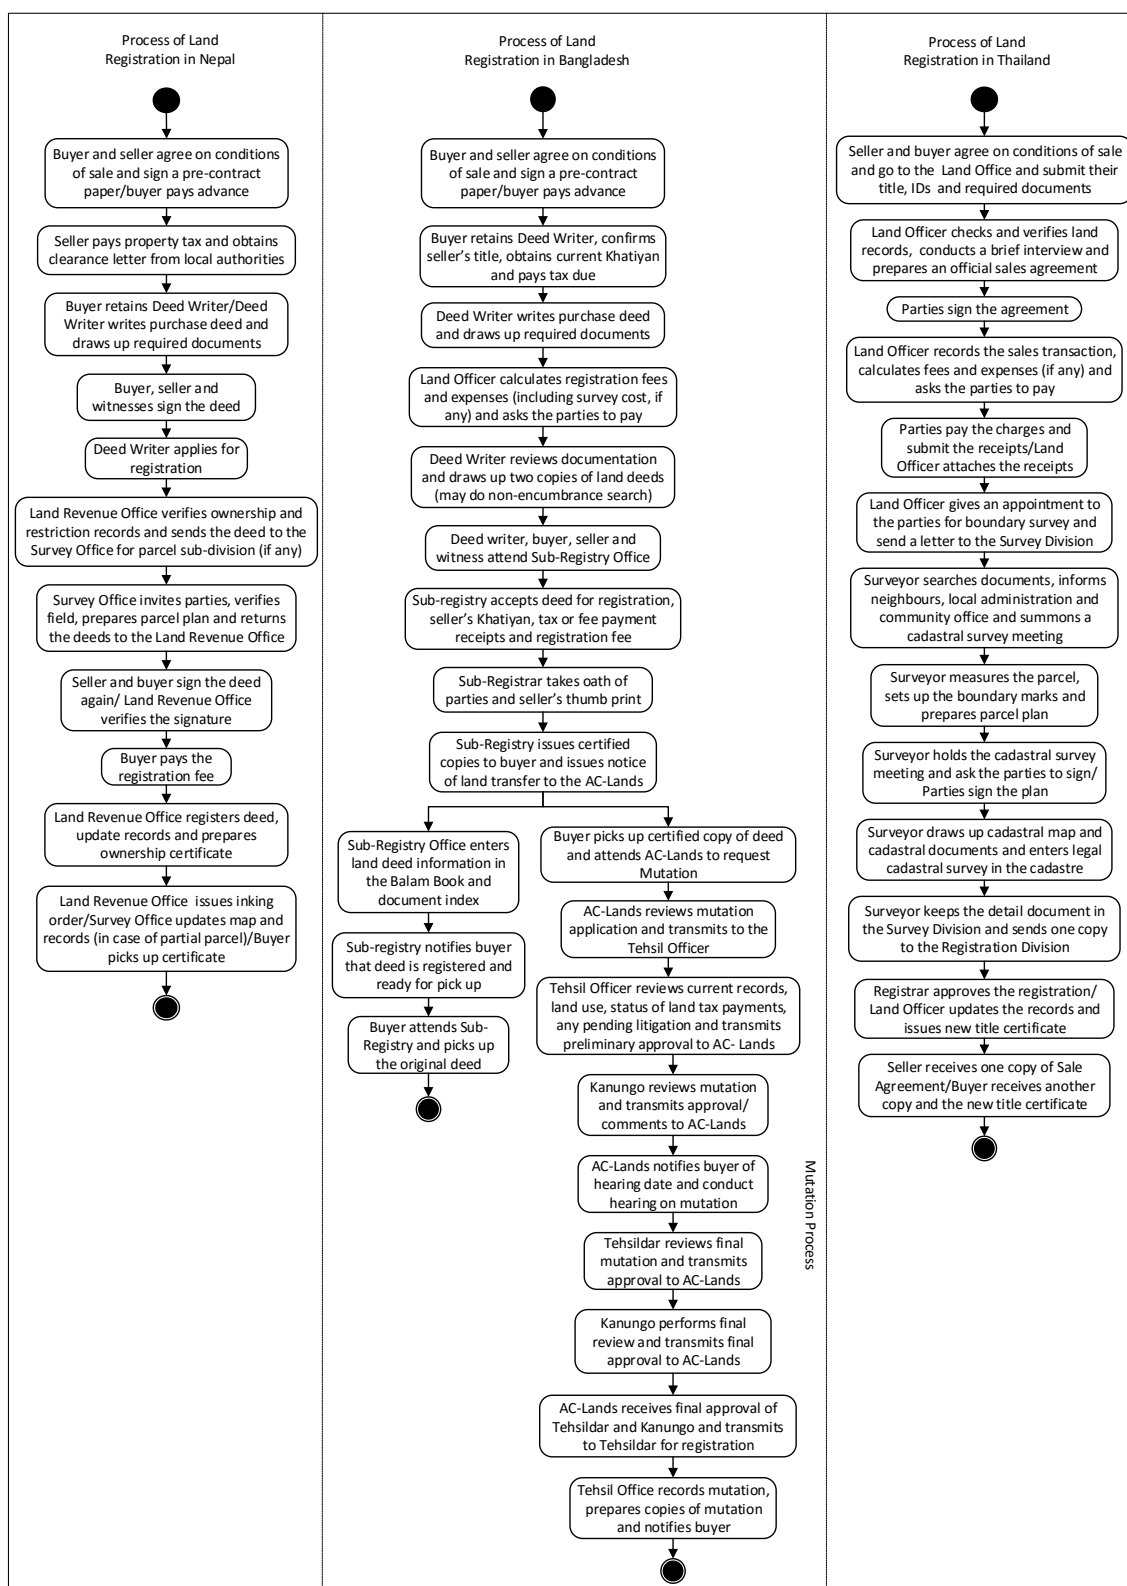 Process of Land
Registration in Nepal
Buyer and seller agree on conditions
of sale and sign a pre-contract
paper/buyer pays advance
Seller pays property tax and obtains
clearance letter from local authorities
Buyer retains Deed Writer/Deed
Writer writes purchase deed and
draws up required documents
Buyer, seller and
witnesses sign the deed
Deed Writer applies for
registration
Land Revenue Office verifies ownership and
restriction records and sends the deed to the
Survey Office for parcel sub-division (if any)
Survey Office invites parties, verifies
field, prepares parcel plan and returns
the deeds to the Land Revenue Office
Seller and buyer sign the deed
again/ Land Revenue Office
verifies the signature
Buyer pays the
registration fee
Land Revenue Office registers deed,
update records and prepares
ownership certificate
Land Revenue Office  issues inking
order/Survey Office updates map and
records (in case of partial parcel)/Buyer
picks up certificate
Process of Land
Registration in Bangladesh
Buyer and seller agree on conditions
of sale and sign a pre-contract
paper/buyer pays advance
Buyer retains Deed Writer, confirms
seller's title, obtains current Khatiyan
and pays tax due
Deed Writer writes purchase deed
and draws up required documents
Land Officer calculates registration fees
and expenses (including survey cost, if
any) and asks the parties to pay
Deed Writer reviews documentation
and draws up two copies of land deeds
(may do non-encumbrance search)
Deed writer, buyer, seller and
witness attend Sub-Registry Office
Sub-registry accepts deed for registration,
seller's Khatiyan, tax or fee payment
receipts and registration fee
Sub-Registrar takes oath of
parties and seller's thumb print
Sub-Registry issues certified
copies to buyer and issues notice
of land transfer to the AC-Lands
Sub-Registry Office enters
land deed information in
the Balam Book and
document index
Sub-registry notifies buyer
that deed is registered and
ready for pick up
Buyer attends Sub-
Registry and picks up
the original deed
Buyer picks up certified copy of deed
and attends AC-Lands to request
Mutation
AC-Lands reviews mutation
application and transmits to the
Tehsil Officer
Tehsil Officer reviews current records,
land use, status of land tax payments,
any pending litigation and transmits
preliminary approval to AC- Lands
Kanungo reviews mutation
and transmits approval/
comments to AC-Lands
AC-Lands notifies buyer of
hearing date and conduct
hearing on mutation
Tehsildar reviews final
mutation and transmits
approval to AC-Lands
Kanungo performs final
review and transmits final
approval to AC-Lands
AC-Lands receives final approval of
Tehsildar and Kanungo and transmits
to Tehsildar for registration
Tehsil Office records mutation,
prepares copies of mutation
and notifies buyer
Mutation Process
Process of Land
Registration in Thailand
Seller and buyer agree on conditions of sale
and go to the  Land Office and submit their
title, IDs  and required documents
Land Officer checks and verifies land
records,  conducts a brief interview and
prepares an official sales agreement
Parties sign the agreement
Land Officer records the sales transaction,
calculates fees and expenses (if any) and
asks the parties to pay
Parties pay the charges and
submit the receipts/Land
Officer attaches the receipts
Land Officer gives an appointment to
the parties for boundary survey and
send a letter to the Survey Division
Surveyor searches documents, informs
neighbours, local administration and
community office and summons a
cadastral survey meeting
Surveyor measures the parcel,
sets up the boundary marks and
prepares parcel plan
Surveyor holds the cadastral survey
meeting and ask the parties to sign/
Parties sign the plan
Surveyor draws up cadastral map and
cadastral documents and enters legal
cadastral survey in the cadastre
Surveyor keeps the detail document in
the Survey Division and sends one copy
to the Registration Division
Registrar approves the registration/
Land Officer updates the records and
issues new title certificate
Seller receives one copy of Sale
Agreement/Buyer receives another
copy and the new title certificate